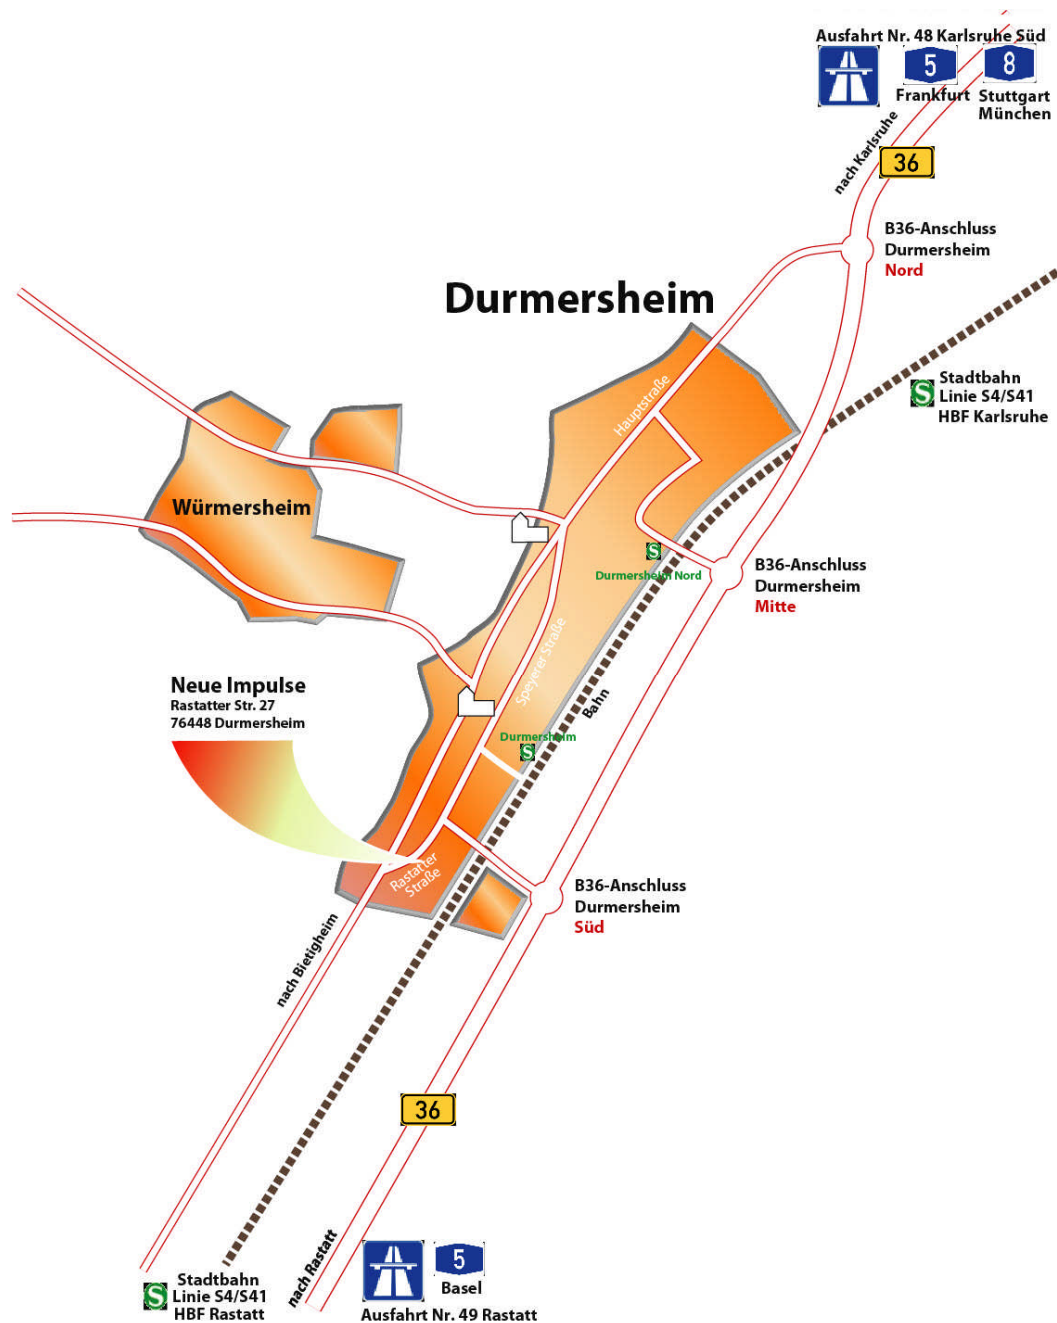 Ausfahrt Nr. 48 Karlsruhe Süd
5
8
Frankfurt
Stuttgart
München
nach Karlsruhe
36
B36-Anschluss
Durmersheim
Nord
Durmersheim
Stadtbahn
Linie S4/S41
HBF Karlsruhe
S
Hauptstraße
Würmersheim
S
Durmersheim Nord
B36-Anschluss
Durmersheim
Mitte
Speyerer Straße
Bahn
Neue Impulse
Rastatter Str. 27
76448 Durmersheim
Durmersheim
S
Rastatter
Straße
B36-Anschluss
Durmersheim
Süd
nach Bietigheim
36
nach Rastatt
5
Basel
Ausfahrt Nr. 49 Rastatt
S
Stadtbahn
Linie S4/S41
HBF Rastatt